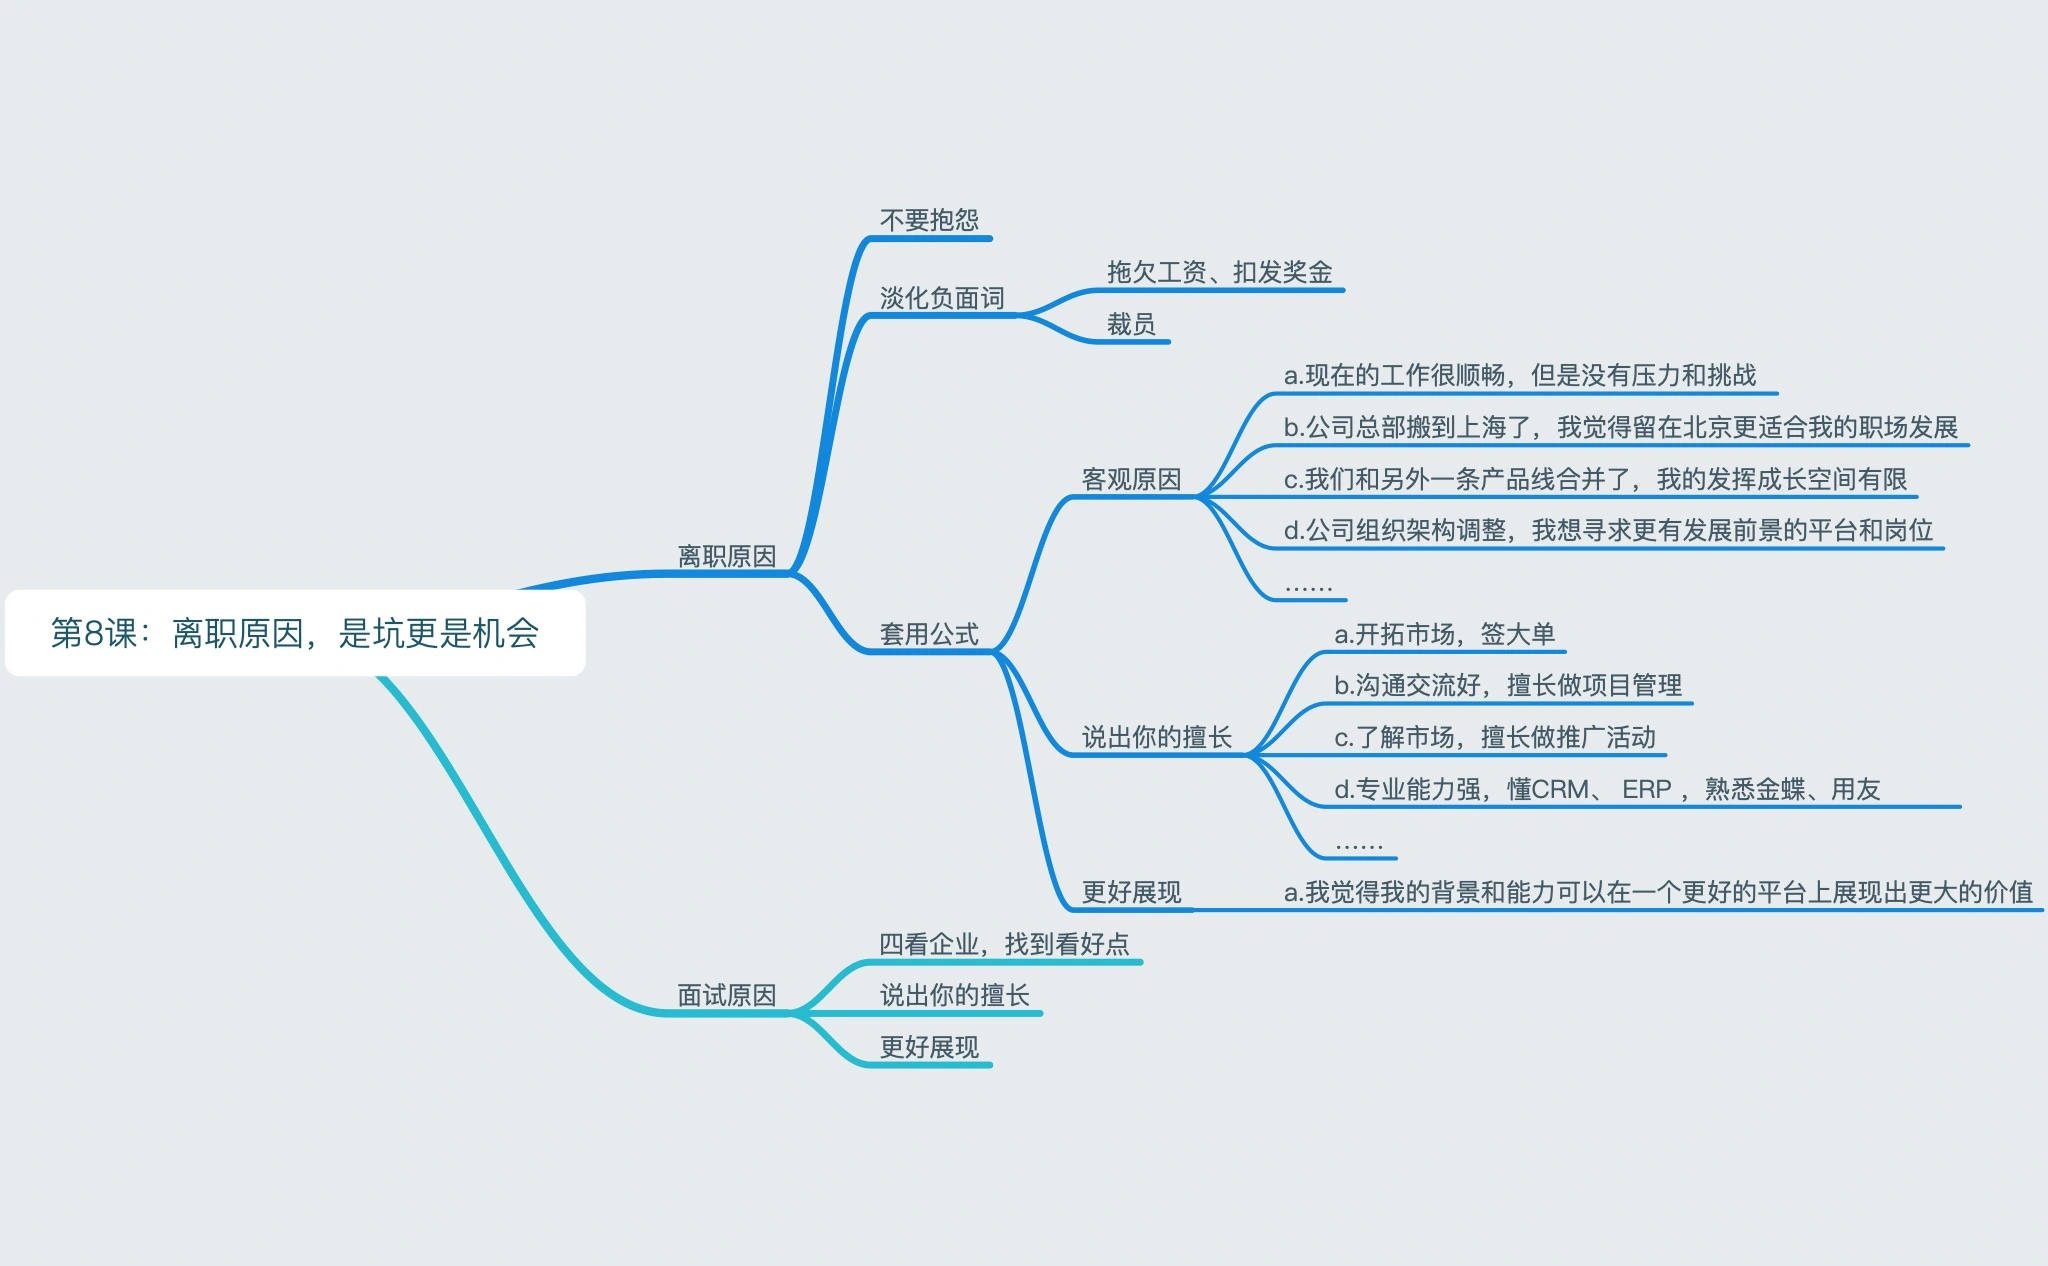 第8课：离职原因，是坑更是机会
离职原因
不要抱怨
淡化负面词
拖欠工资、扣发奖金
裁员
套用公式
客观原因
a.现在的工作很顺畅，但是没有压力和挑战
b.公司总部搬到上海了，我觉得留在北京更适合我的职场发展
c.我们和另外一条产品线合并了，我的发挥成长空间有限
d.公司组织架构调整，我想寻求更有发展前景的平台和岗位
……
说出你的擅长
a.开拓市场，签大单
b.沟通交流好，擅长做项目管理
c.了解市场，擅长做推广活动
d.专业能力强，懂CRM、 ERP ，熟悉金蝶、用友
……
更好展现
a.我觉得我的背景和能力可以在一个更好的平台上展现出更大的价值
面试原因
四看企业，找到看好点
说出你的擅长
更好展现